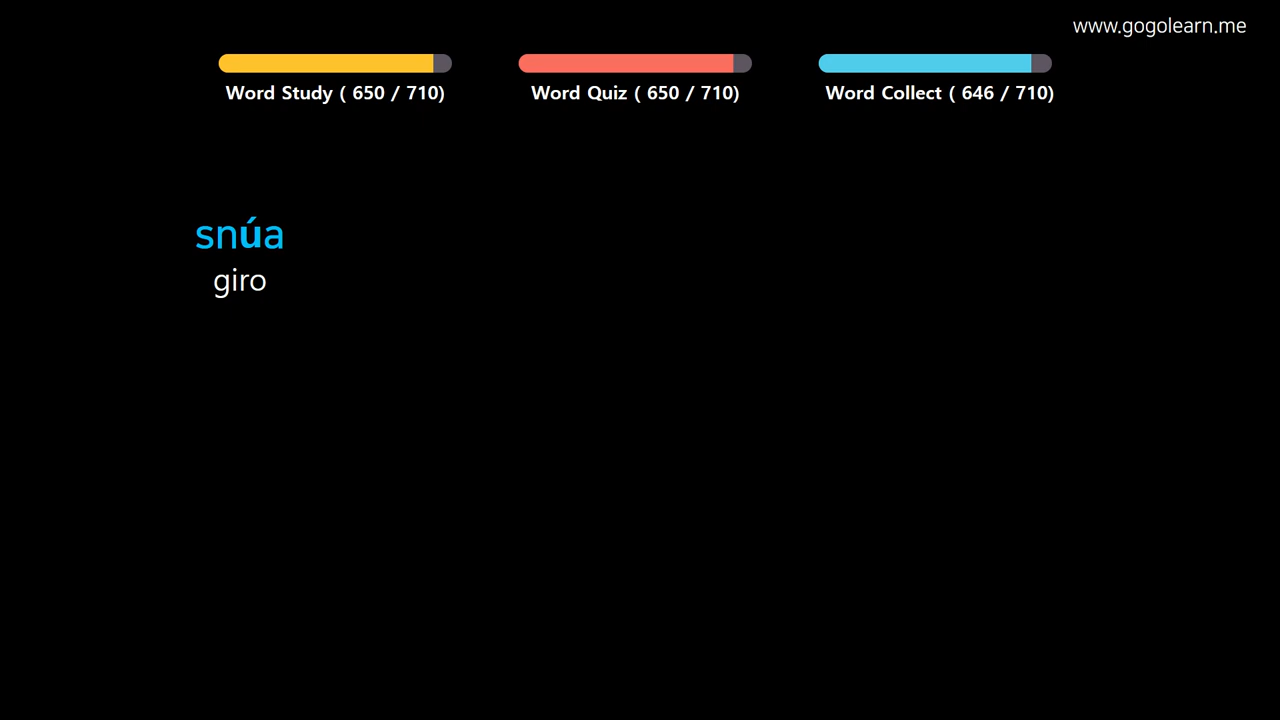 www.gogolearn.me
Word Study ( 650 / 710)
Word Quiz ( 650 / 710)
Word Collect ( 646 / 710)
snúa
giro